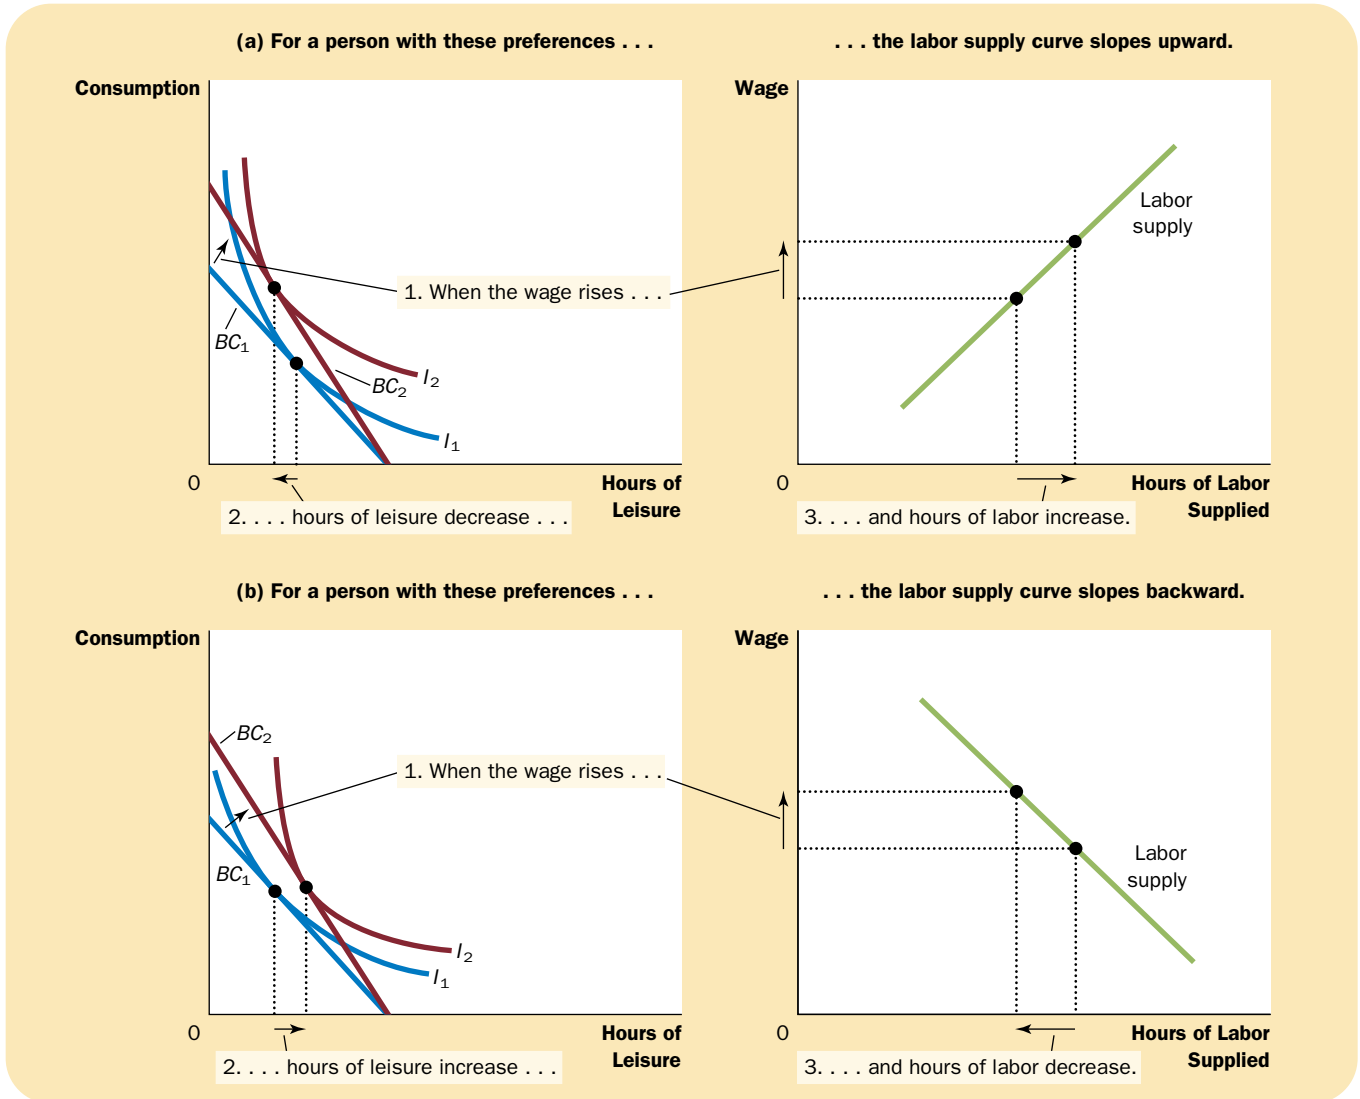 (a) For a person with these preferences . . .
. . . the labor supply curve slopes upward.
Consumption
Wage
Labor
supply
1. When the wage rises . . .
BC1
BC2
I2
I1
0
Hours of
Leisure
0
Hours of Labor
Supplied
2. . . . hours of leisure decrease . . .
3. . . . and hours of labor increase.
(b) For a person with these preferences . . .
. . . the labor supply curve slopes backward.
Consumption
Wage
BC2
1. When the wage rises . . .
BC1
Labor
supply
I2
I1
0
Hours of
Leisure
0
Hours of Labor
Supplied
2. . . . hours of leisure increase . . .
3. . . . and hours of labor decrease.